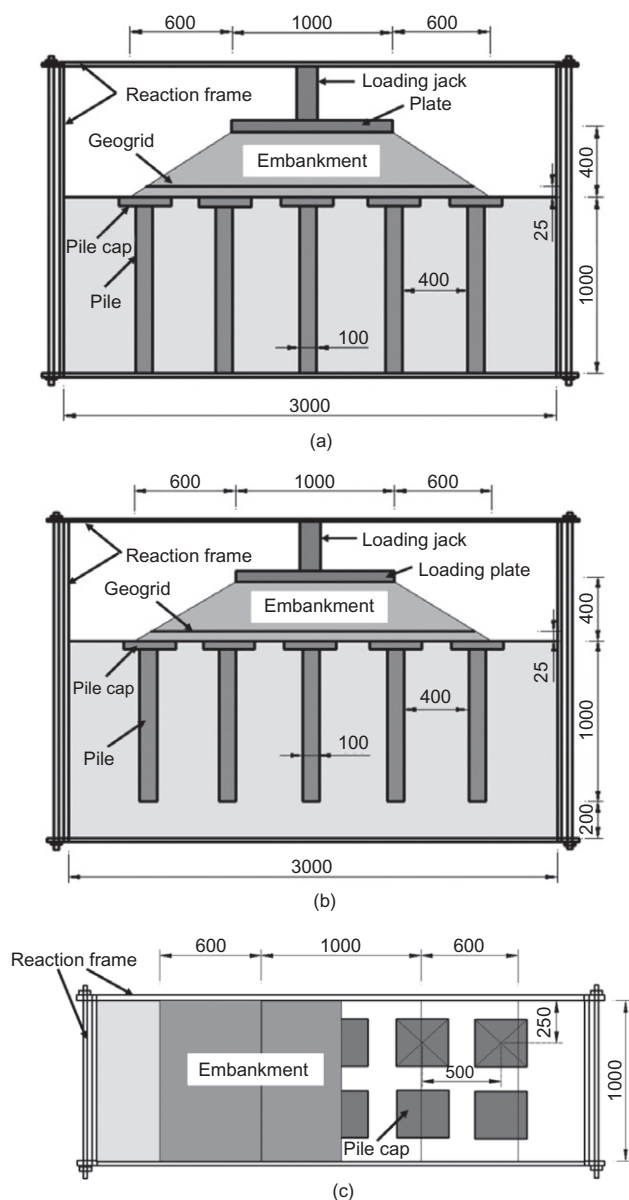 600 1000 600
Loading jack
Reaction frame
Plate
Geogrid
Embankment
400
25
Pile cap
Pile
400
1000
100
3000
(a)
600 1000 600
Loading jack
Reaction frame
Loading plate
Geogrid
Embankment
400
25
Pile cap
400
1000
Pile
100
200
3000
(b)
600 1000 600
Reaction frame
250
Embankment
500
1000
Pile cap
(c)